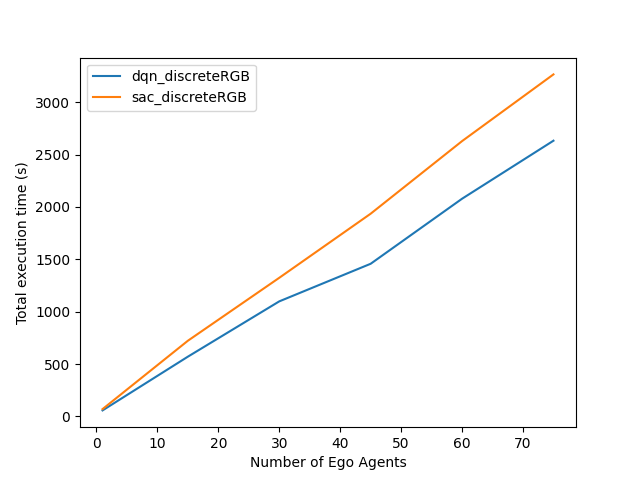 dqn_discreteRGB
sac_discreteRGB
Total execution time (s)
3000
2500
2000
1500
1000
500
0
0 10 20 30 40 50 60 70
Number of Ego Agents